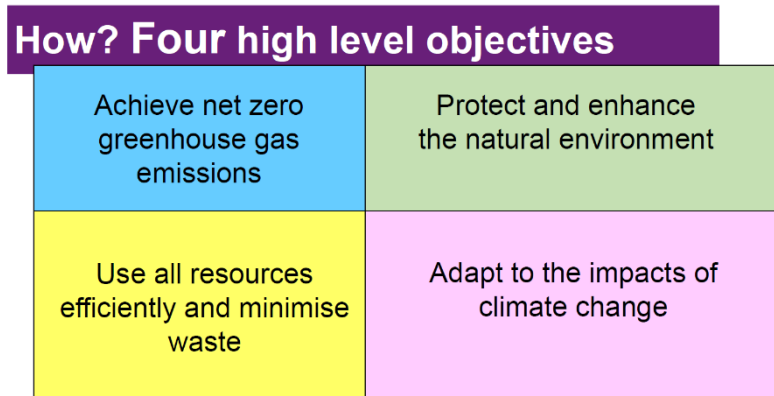 How? Four high level objectives
Achieve net zero
greenhouse gas
emissions
Protect and enhance
the natural environment
Use all resources
efficiently and minimise
waste
Adapt to the impacts of
climate change